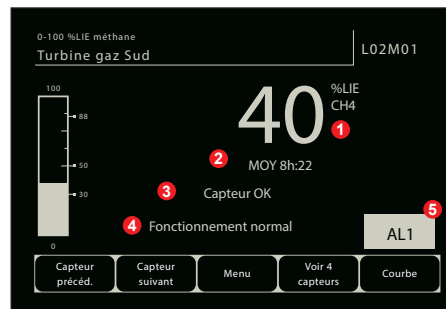 0-100 %LIE méthane
Turbine gaz Sud
L02M01
100
88
50
30
0
40
%LIE
CH4
1
2
MOY 8h:22
3
Capteur OK
4
Fonctionnement normal
5
AL1
Capteur
précéd.
Capteur
suivant
Menu
Voir 4
capteurs
Courbe